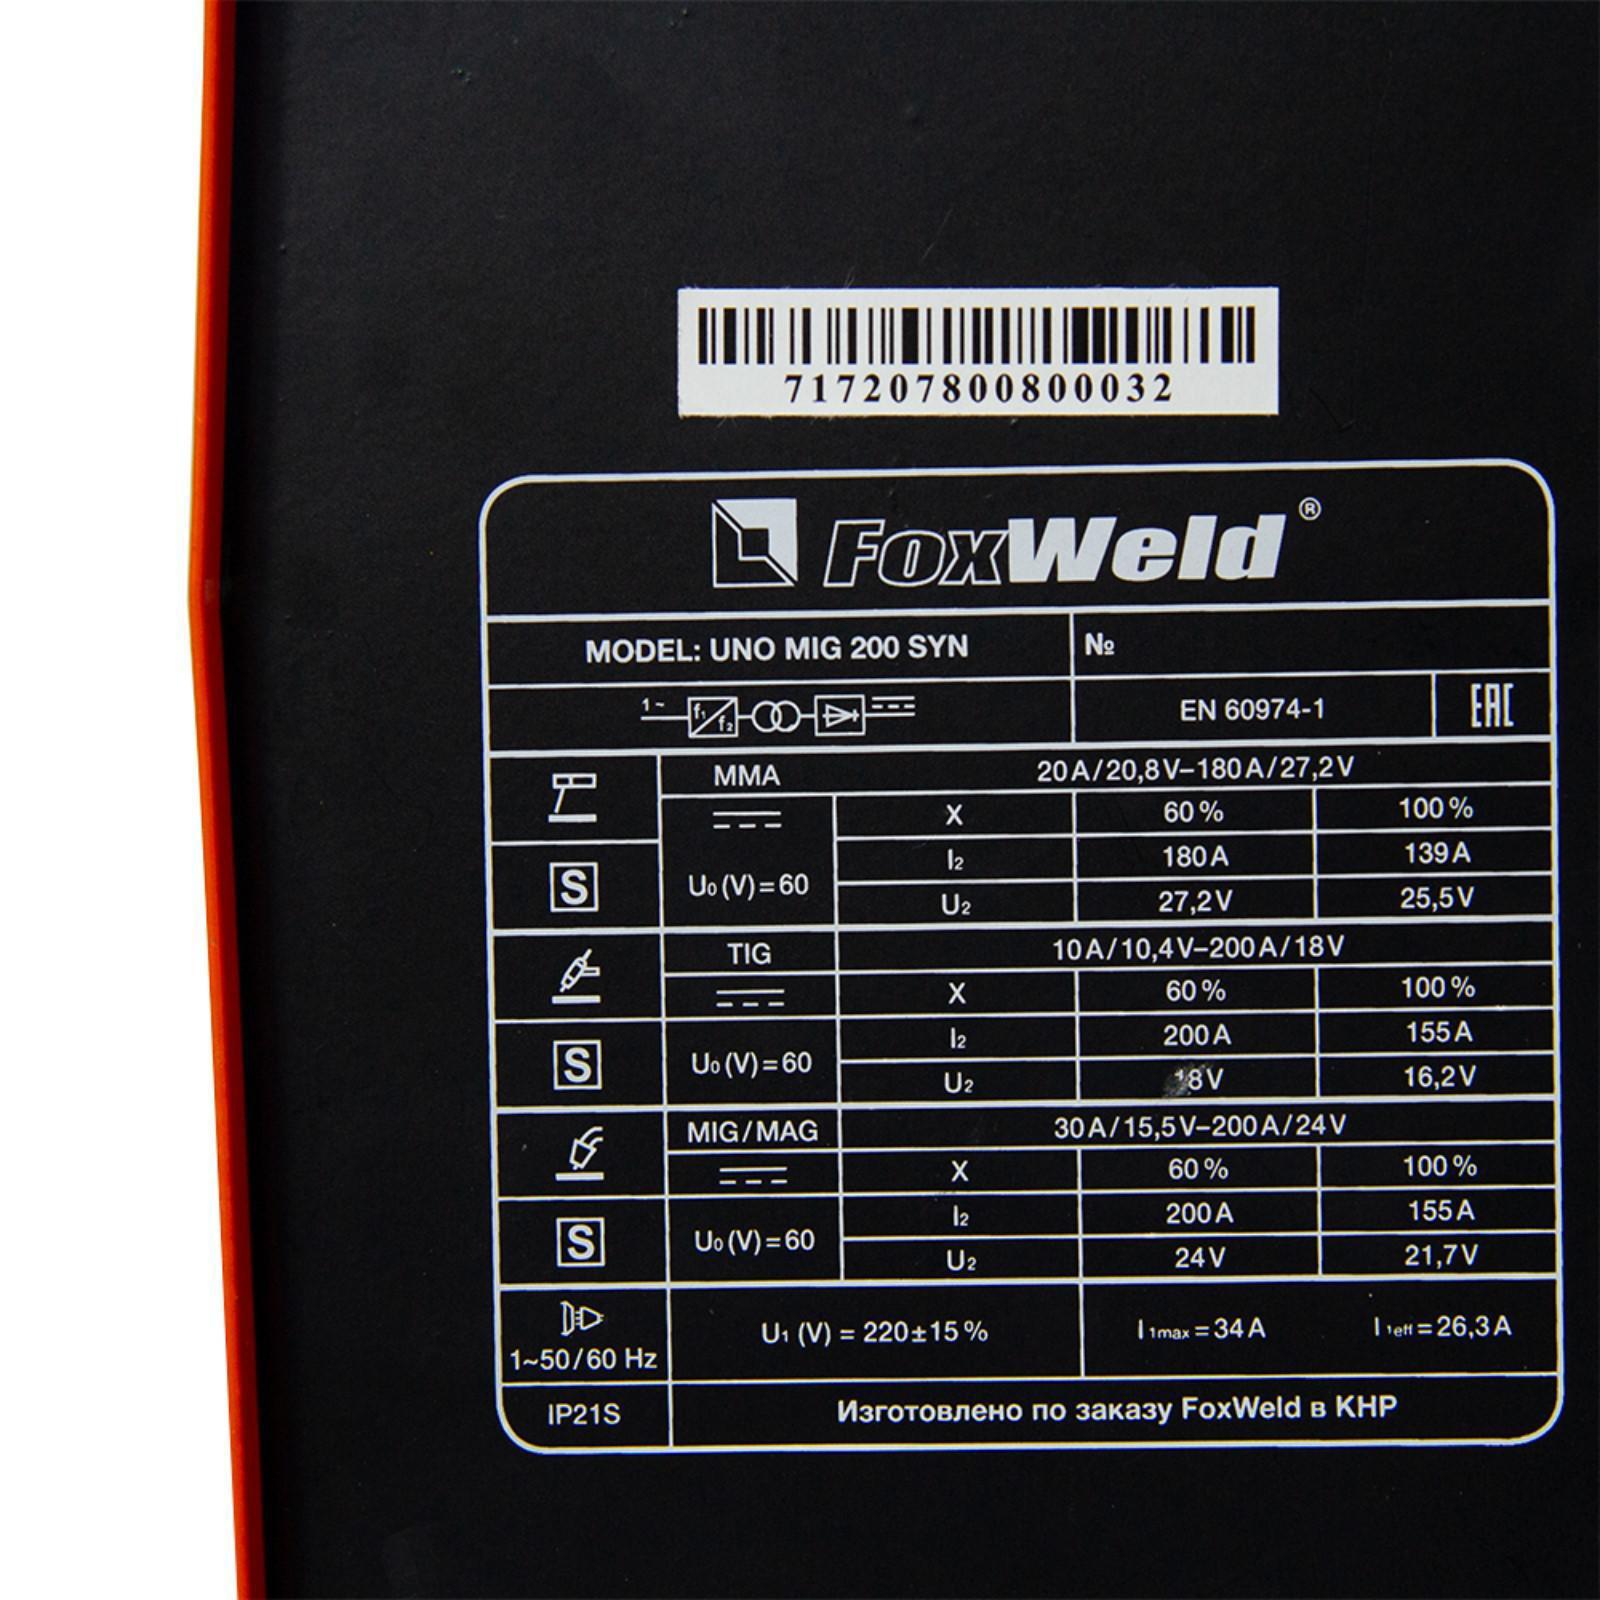 717207800800032
FoxWeld®
MODEL: UNO MIG 200 SYN №
1~ f1 f2 EN 60974-1 EAC
MMA 20A/20,8V–180A/27,2V
X 60% 100%
I2 180A 139A
S U0(V)=60
U2 27,2V 25,5V
TIG 10A/10,4V–200A/18V
X 60% 100%
I2 200A 155A
S U0(V)=60
U2 18V 16,2V
MIG/MAG 30A/15,5V–200A/24V
X 60% 100%
I2 200A 155A
S U0(V)=60
U2 24V 21,7V
U1 (V) = 220±15% I1max=34A I1eff=26,3A
1~50/60 Hz
IP21S Изготовлено по заказу FoxWeld в КНР